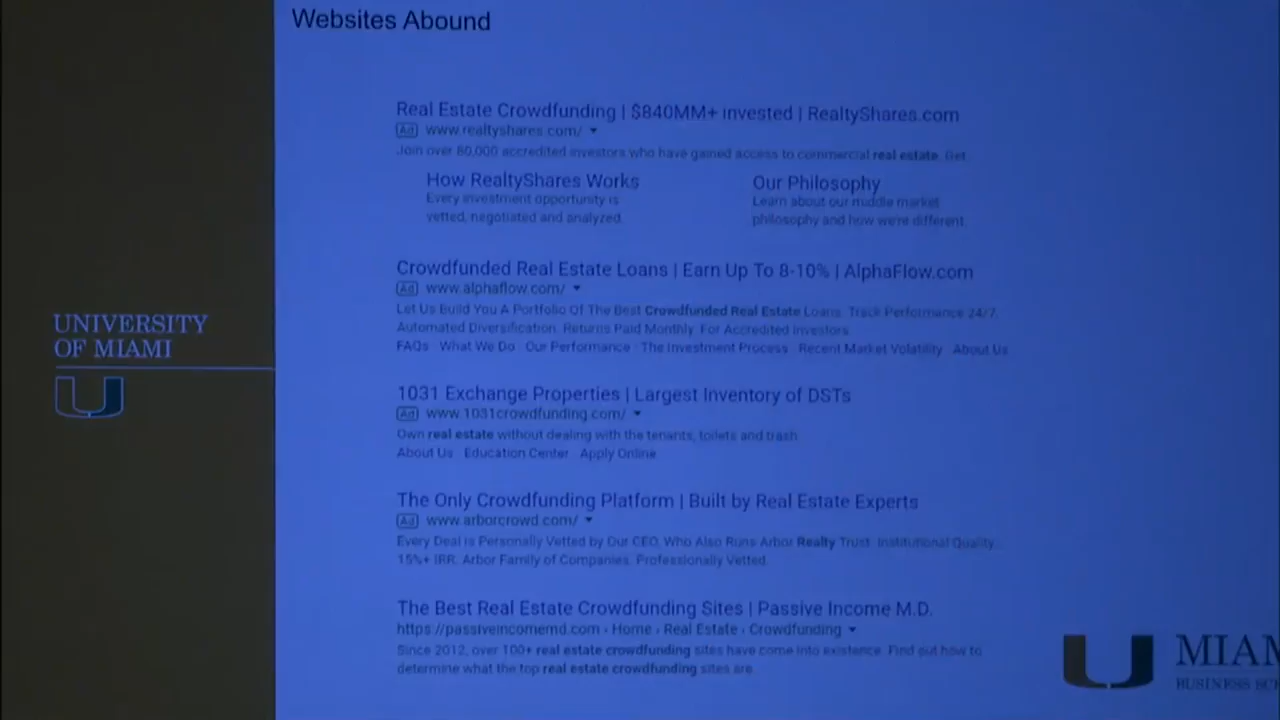 Websites Abound
Real Estate Crowdfunding | $840MM+ invested | RealtyShares.com
Ad www.realtyshares.com/
Join over 80,000 accredited investors who have gained access to commercial real estate. Get
How RealtyShares Works
Our Philosophy
Every investment opportunity is
vetted, negotiated and analyzed.
Learn about our middle market
philosophy and how we're different
Crowdfunded Real Estate Loans | Earn Up To 8-10% | AlphaFlow.com
Ad www.alphaflow.com/
Let Us Build You A Portfolio Of The Best Crowdfunded Real Estate Loans. Track Performance 24/7.
Automated Diversification. Returns Paid Monthly. For Accredited Investors.
FAQs · What We Do · Our Performance · The Investment Process · Recent Market Volatility · About Us
UNIVERSITY
OF MIAMI
1031 Exchange Properties | Largest Inventory of DSTs
Ad www.1031crowdfunding.com/
Own real estate without dealing with the tenants, toilets and trash
About Us · Education Center · Apply Online
The Only Crowdfunding Platform | Built by Real Estate Experts
Ad www.arborcrowd.com/
Every Deal is Personally Vetted by Our CEO, Who Also Runs Arbor Realty Trust. Institutional Quality...
15%+ IRR. Arbor Family of Companies. Professionally Vetted.
The Best Real Estate Crowdfunding Sites | Passive Income M.D.
https://passiveincomemd.com › Home › Real Estate › Crowdfunding
Since 2012, over 100+ real estate crowdfunding sites have come into existence. Find out how to
determine what the top real estate crowdfunding sites are.
MIAM
BUSINESS SC